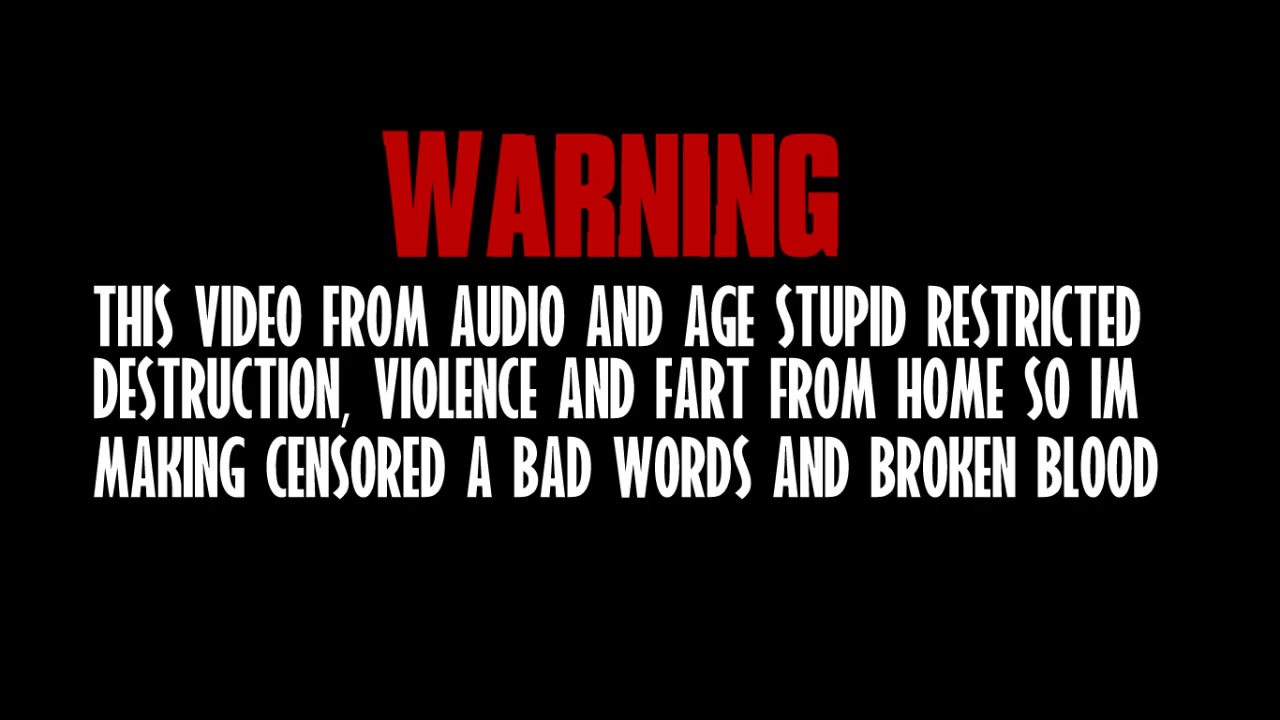 WARNING
THIS VIDEO FROM AUDIO AND AGE STUPID RESTRICTED
DESTRUCTION, VIOLENCE AND FART FROM HOME SO IM
MAKING CENSORED A BAD WORDS AND BROKEN BLOOD